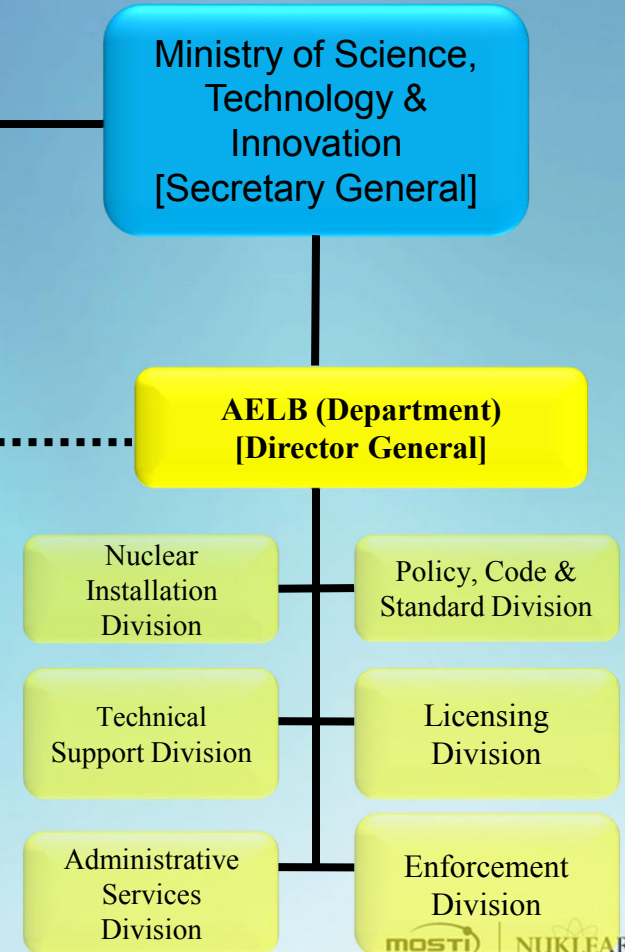 Ministry of Science,
Technology &
Innovation
[Secretary General]
AELB (Department)
[Director General]
Nuclear
Installation
Division
Policy, Code &
Standard Division
Technical
Support Division
Licensing
Division
Administrative
Services
Division
Enforcement
Division
mosti